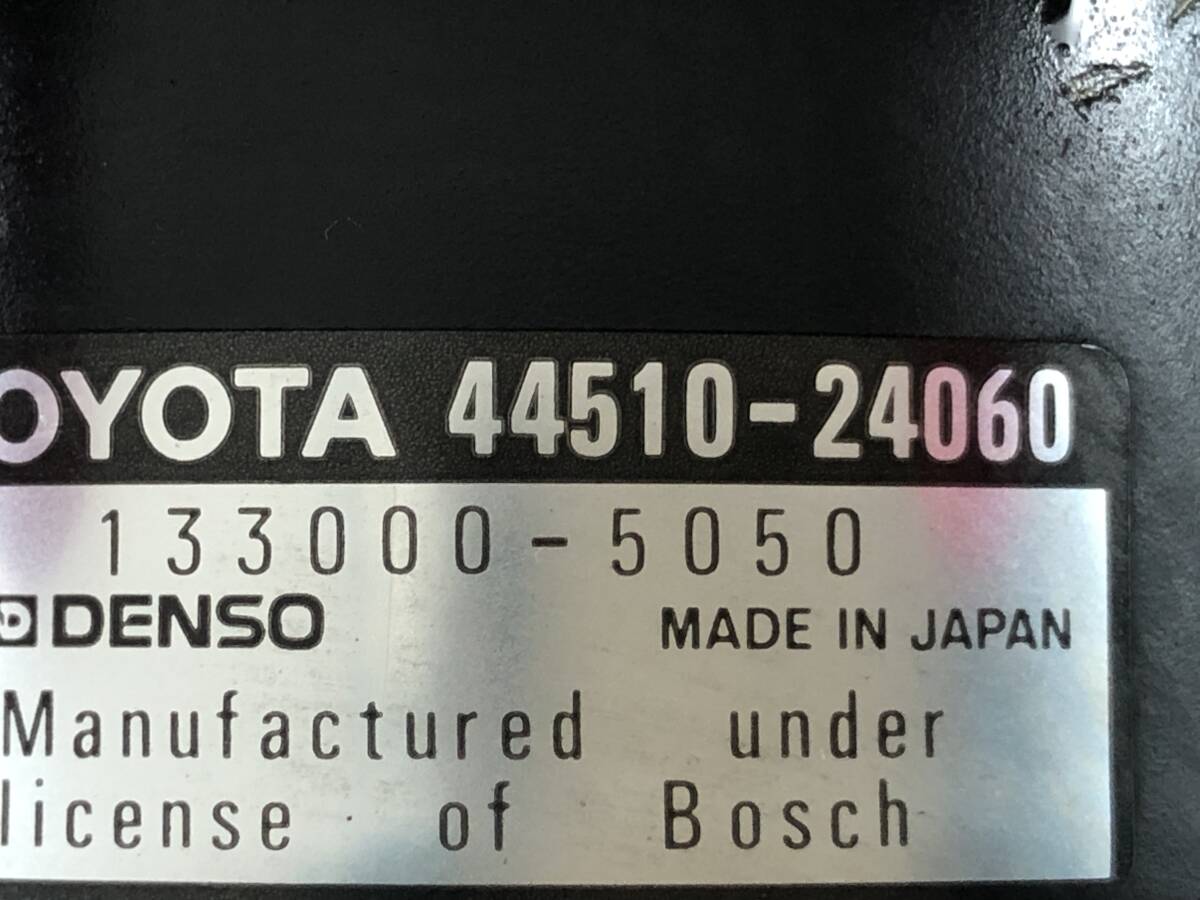 OYOTA 44510-24060
133000-5050
DENSO MADE IN JAPAN
Manufactured under
license of Bosch